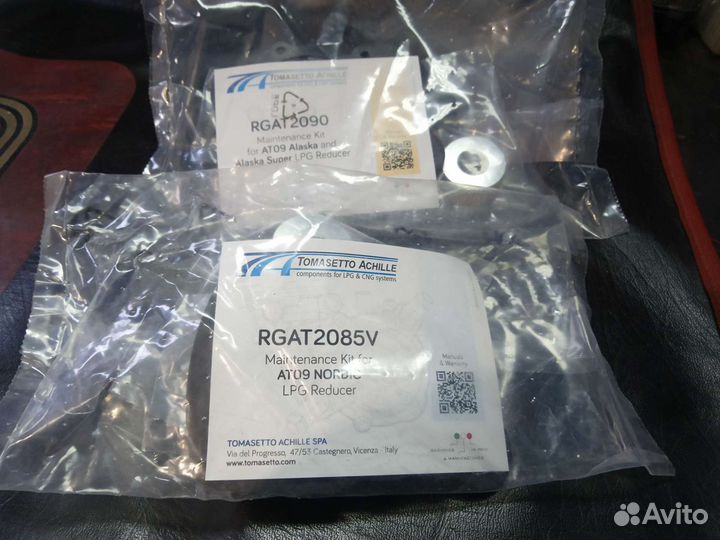 TOMASETTO ACHILLE
RGAT2090
Maintenance Kit
for AT09 Alaska and
Alaska Super LPG Reducer
TOMASETTO ACHILLE
components for LPG & CNG systems
RGAT2085V
Maintenance Kit for
AT09 NORDIC
LPG Reducer
Manuals
& Warranty
TOMASETTO ACHILLE SPA
Via del Progresso, 47/53 Castegnero, Vicenza - Italy
www.tomasetto.com
Avito